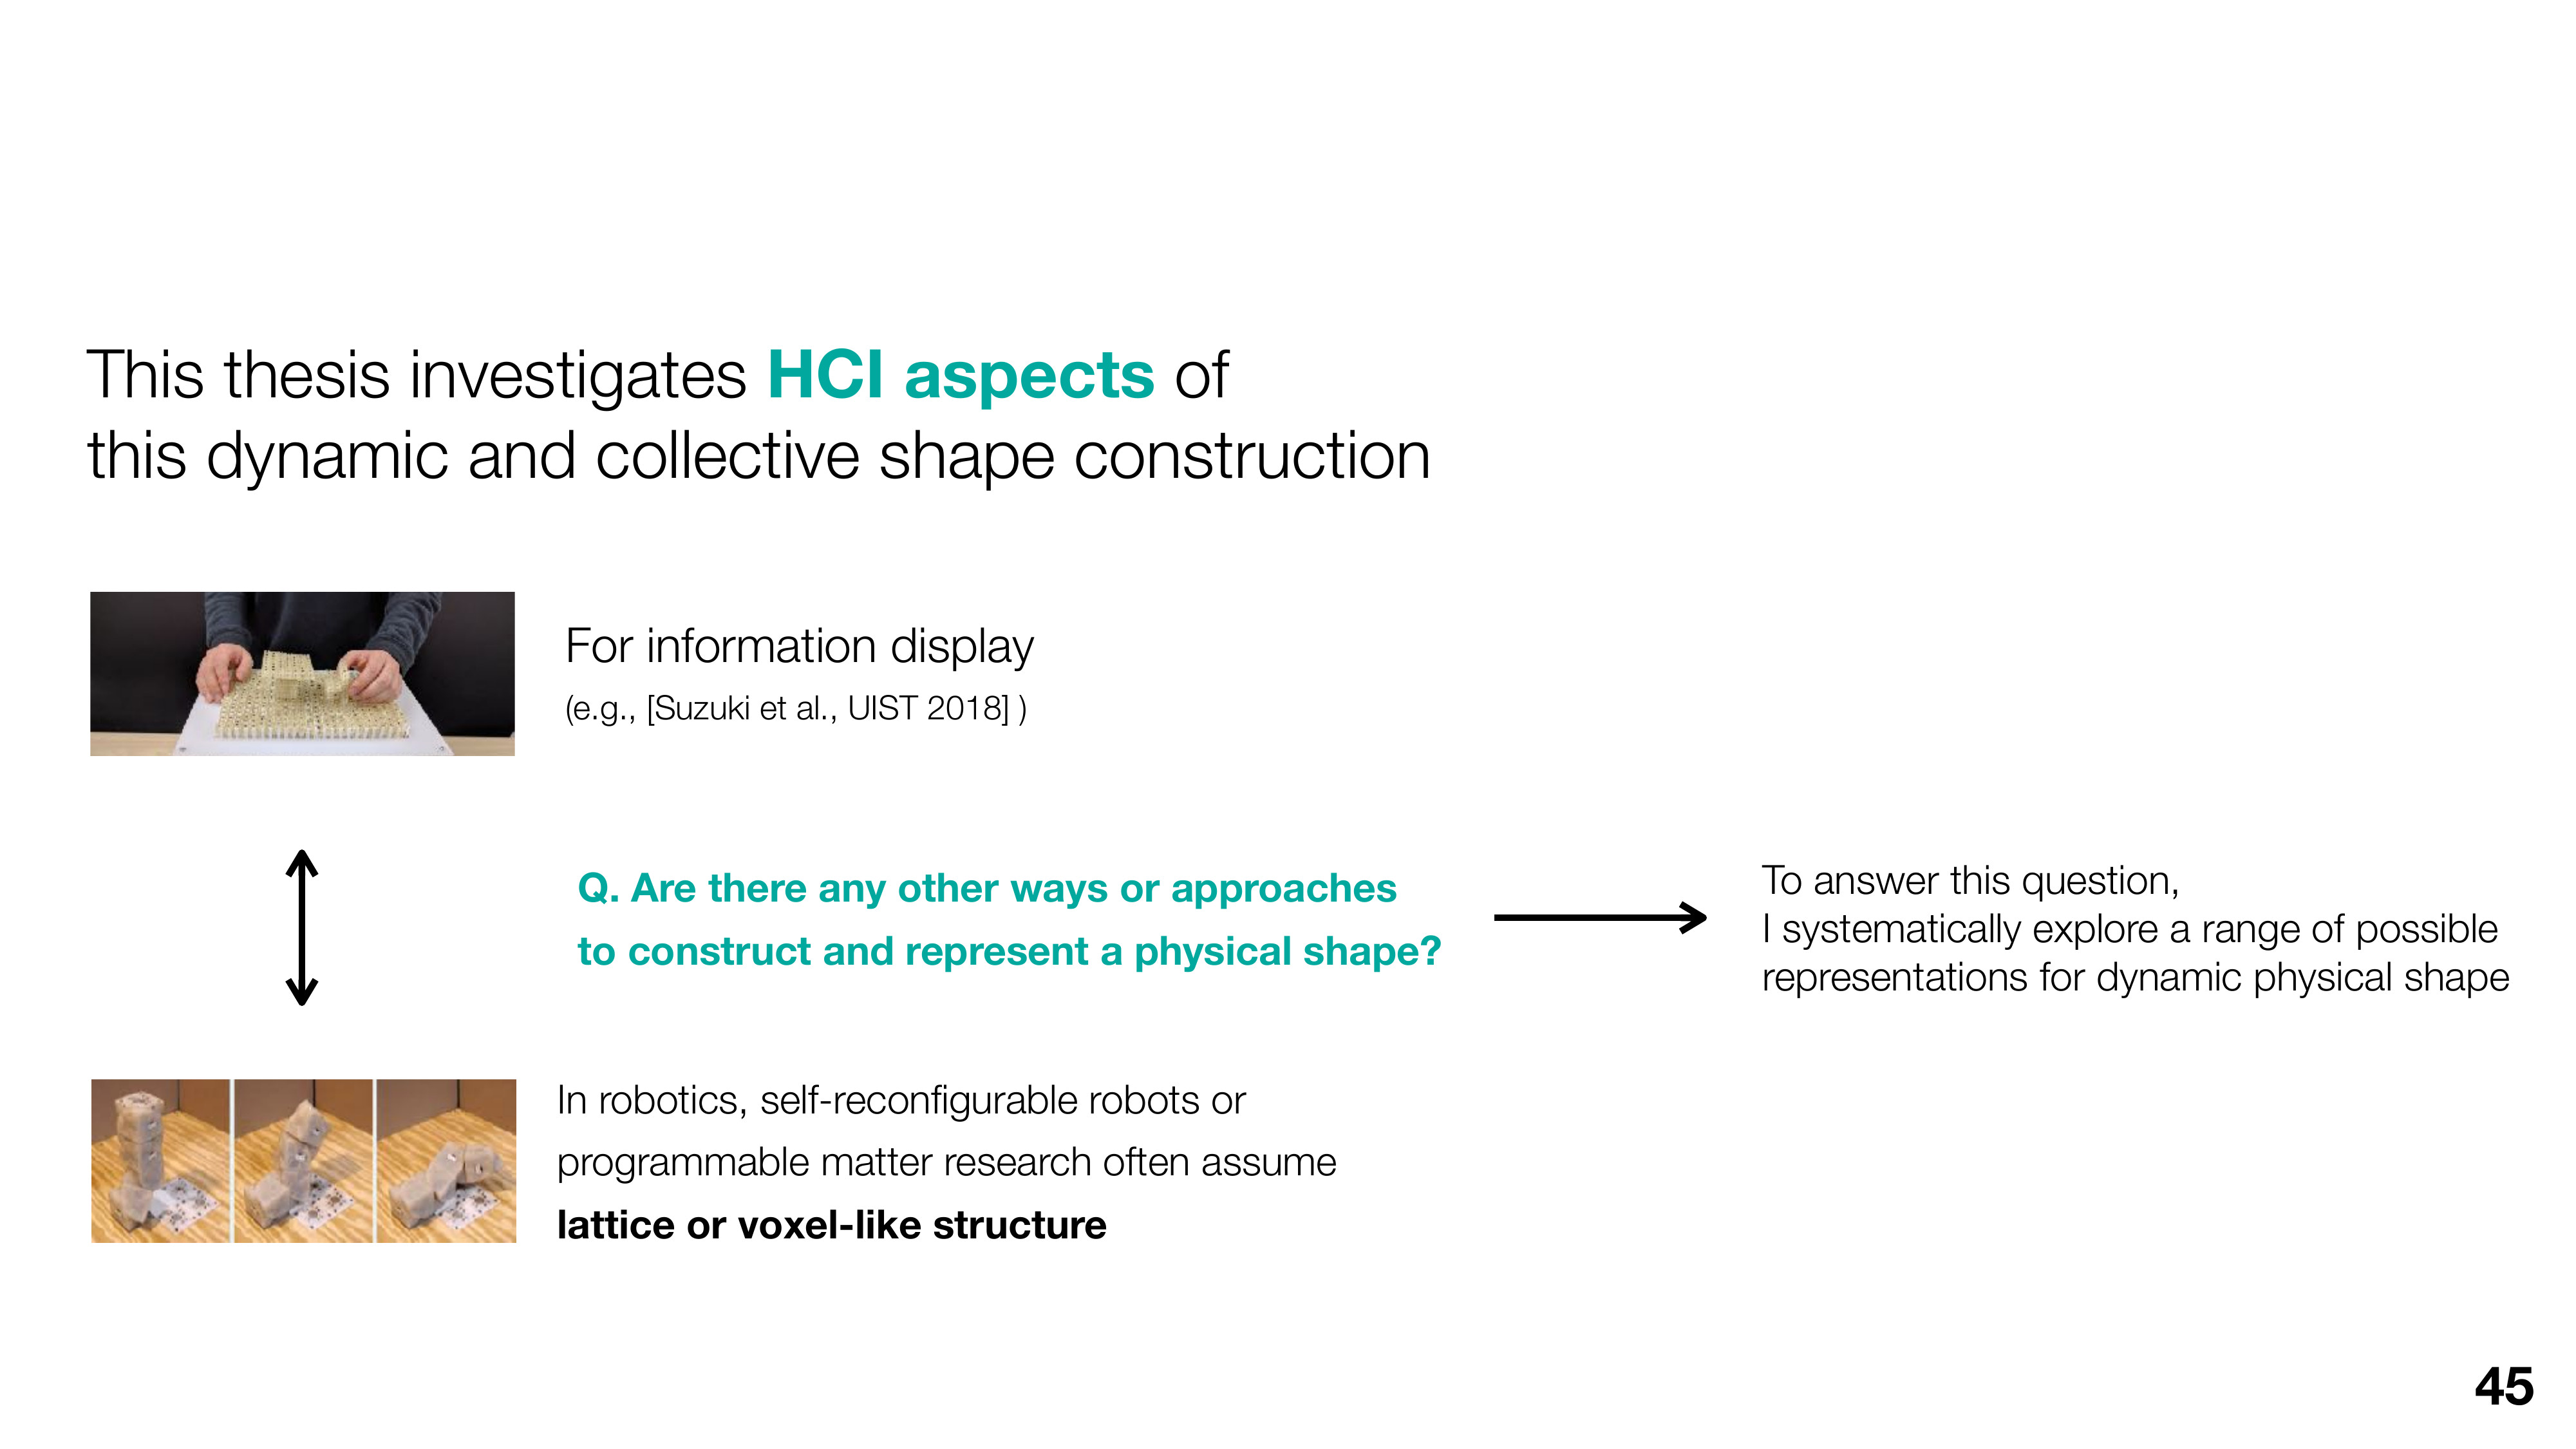 This thesis investigates HCI aspects of
this dynamic and collective shape construction
For information display
(e.g., [Suzuki et al., UIST 2018] )
Q. Are there any other ways or approaches
to construct and represent a physical shape?
To answer this question,
I systematically explore a range of possible
representations for dynamic physical shape
In robotics, self-reconfigurable robots or
programmable matter research often assume
lattice or voxel-like structure
45